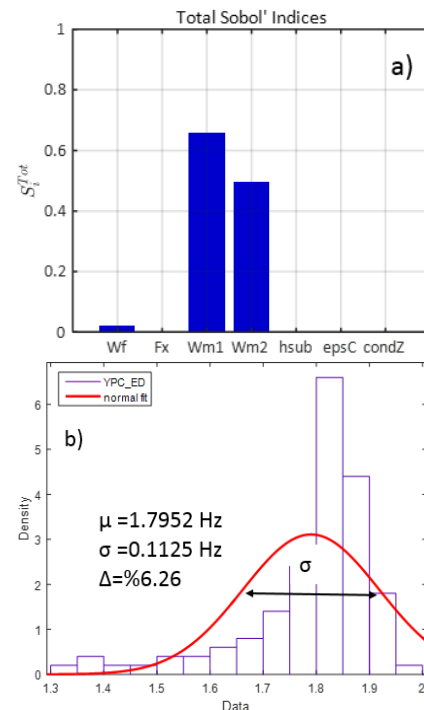 Total Sobol' Indices
a)
1
0.8
0.6
0.4
0.2
0
S_i^Tot
Wf Fx Wm1 Wm2 hsub epsC condZ
YPC_ED
normal fit
b)
μ =1.7952 Hz
σ =0.1125 Hz
Δ=%6.26
σ
6
5
4
3
2
1
0
Density
1.3 1.4 1.5 1.6 1.7 1.8 1.9 2.
Data